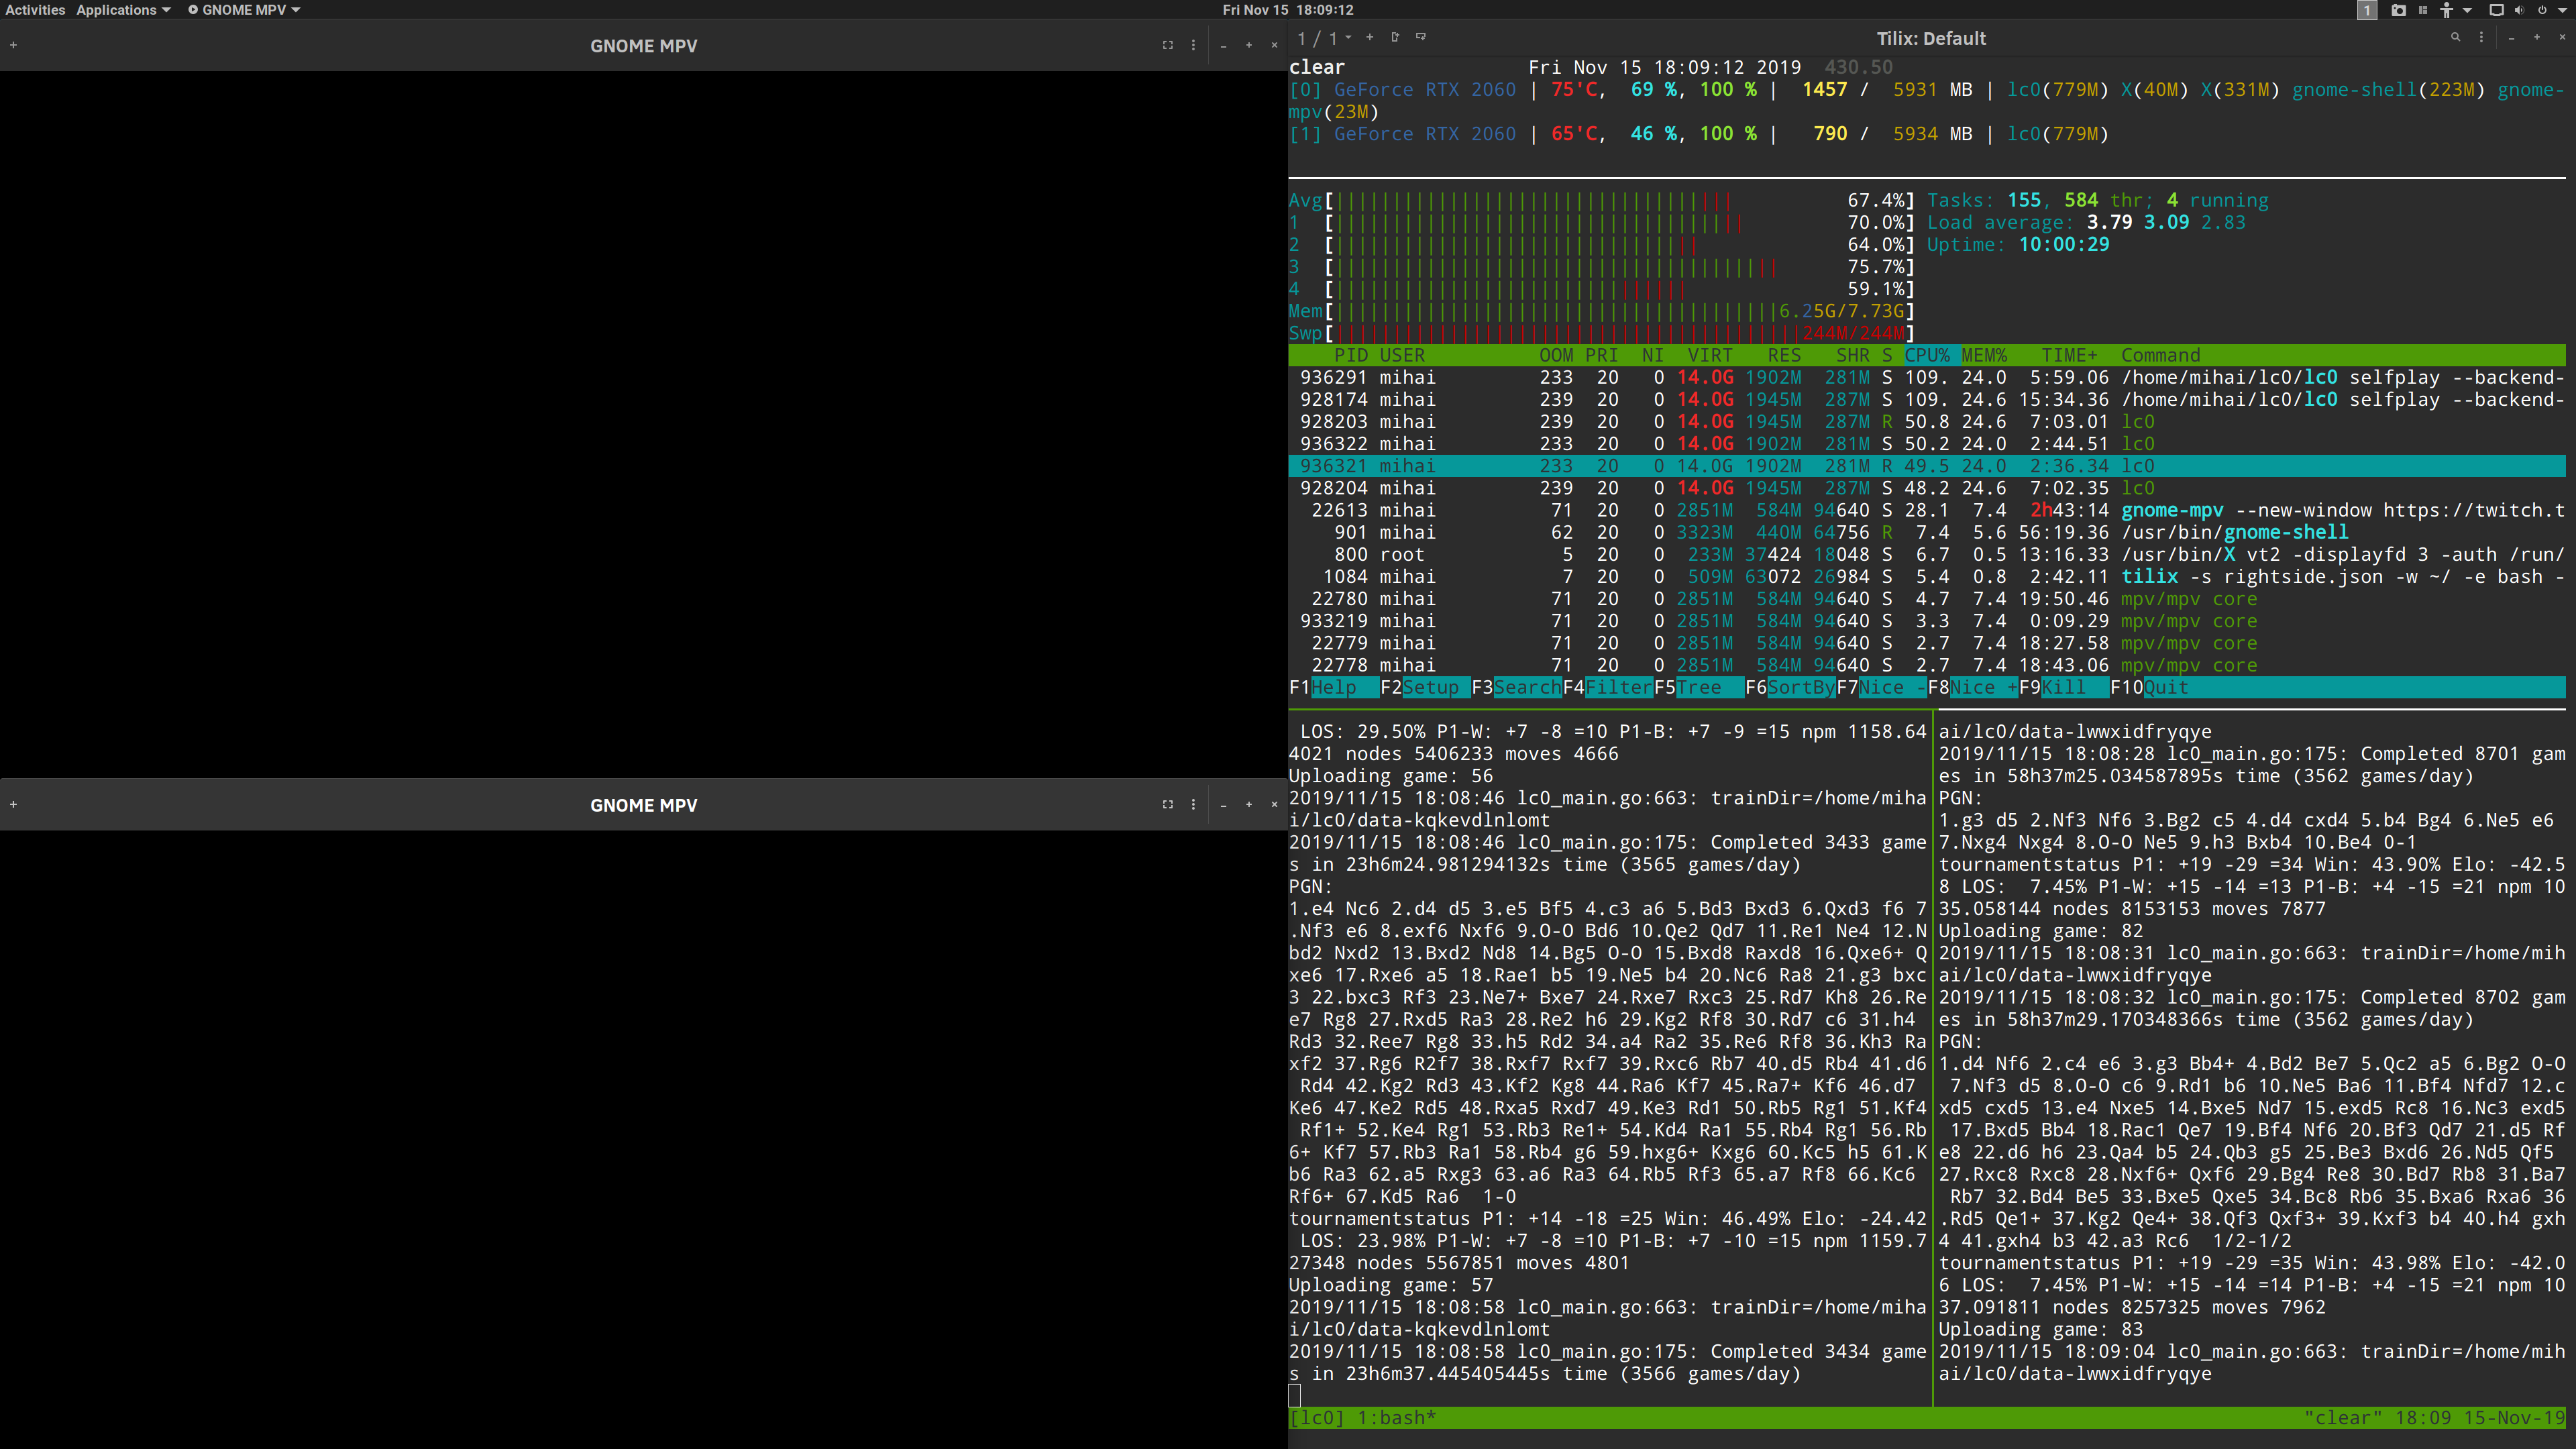 Activities Applications GNOME MPV Fri Nov 15 18:09:12 1
GNOME MPV
GNOME MPV
1 / 1 Tilix: Default
clear Fri Nov 15 18:09:12 2019 430.50
[0] GeForce RTX 2060 | 75'C, 69 %, 100 % | 1457 / 5931 MB | lc0(779M) X(40M) X(331M) gnome-shell(223M) gnome-
mpv(23M)
[1] GeForce RTX 2060 | 65'C, 46 %, 100 % | 790 / 5934 MB | lc0(779M)
Avg[ 67.4%] Tasks: 155, 584 thr; 4 running
1 [ 70.0%] Load average: 3.79 3.09 2.83
2 [ 64.0%] Uptime: 10:00:29
3 [ 75.7%]
4 [ 59.1%]
Mem[ 6.25G/7.73G]
Swp[ 244M/244M]
PID USER OOM PRI NI VIRT RES SHR S CPU% MEM% TIME+ Command
936291 mihai 233 20 0 14.0G 1902M 281M S 109. 24.0 5:59.06 /home/mihai/lc0/lc0 selfplay --backend-
928174 mihai 239 20 0 14.0G 1945M 287M S 109. 24.6 15:34.36 /home/mihai/lc0/lc0 selfplay --backend-
928203 mihai 239 20 0 14.0G 1945M 287M R 50.8 24.6 7:03.01 lc0
936322 mihai 233 20 0 14.0G 1902M 281M S 50.2 24.0 2:44.51 lc0
936321 mihai 233 20 0 14.0G 1902M 281M R 49.5 24.0 2:36.34 lc0
928204 mihai 239 20 0 14.0G 1945M 287M S 48.2 24.6 7:02.35 lc0
22613 mihai 71 20 0 2851M 584M 94640 S 28.1 7.4 2h43:14 gnome-mpv --new-window https://twitch.t
901 mihai 62 20 0 3323M 440M 64756 R 7.4 5.6 56:19.36 /usr/bin/gnome-shell
800 root 5 20 0 233M 37424 18048 S 6.7 0.5 13:16.33 /usr/bin/X vt2 -displayfd 3 -auth /run/
1084 mihai 7 20 0 509M 63072 26984 S 5.4 0.8 2:42.11 tilix -s rightside.json -w ~/ -e bash -
22780 mihai 71 20 0 2851M 584M 94640 S 4.7 7.4 19:50.46 mpv/mpv core
933219 mihai 71 20 0 2851M 584M 94640 S 3.3 7.4 0:09.29 mpv/mpv core
22779 mihai 71 20 0 2851M 584M 94640 S 2.7 7.4 18:27.58 mpv/mpv core
22778 mihai 71 20 0 2851M 584M 94640 S 2.7 7.4 18:43.06 mpv/mpv core
F1Help F2Setup F3SearchF4FilterF5Tree F6SortByF7Nice -F8Nice +F9Kill F10Quit
LOS: 29.50% P1-W: +7 -8 =10 P1-B: +7 -9 =15 npm 1158.64
4021 nodes 5406233 moves 4666
Uploading game: 56
2019/11/15 18:08:46 lc0_main.go:663: trainDir=/home/miha
i/lc0/data-kqkevdlnlomt
2019/11/15 18:08:46 lc0_main.go:175: Completed 3433 game
s in 23h6m24.981294132s time (3565 games/day)
PGN:
1.e4 Nc6 2.d4 d5 3.e5 Bf5 4.c3 a6 5.Bd3 Bxd3 6.Qxd3 f6 7
.Nf3 e6 8.exf6 Nxf6 9.O-O Bd6 10.Qe2 Qd7 11.Re1 Ne4 12.N
bd2 Nxd2 13.Bxd2 Nd8 14.Bg5 O-O 15.Bxd8 Raxd8 16.Qxe6+ Q
xe6 17.Rxe6 a5 18.Rae1 b5 19.Ne5 b4 20.Nc6 Ra8 21.g3 bxc
3 22.bxc3 Rf3 23.Ne7+ Bxe7 24.Rxe7 Rxc3 25.Rd7 Kh8 26.Re
e7 Rg8 27.Rxd5 Ra3 28.Re2 h6 29.Kg2 Rf8 30.Rd7 c6 31.h4
Rd3 32.Ree7 Rg8 33.h5 Rd2 34.a4 Ra2 35.Re6 Rf8 36.Kh3 Ra
xf2 37.Rg6 R2f7 38.Rxf7 Rxf7 39.Rxc6 Rb7 40.d5 Rb4 41.d6
Rd4 42.Kg2 Rd3 43.Kf2 Kg8 44.Ra6 Kf7 45.Ra7+ Kf6 46.d7
Ke6 47.Ke2 Rd5 48.Rxa5 Rxd7 49.Ke3 Rd1 50.Rb5 Rg1 51.Kf4
Rf1+ 52.Ke4 Rg1 53.Rb3 Re1+ 54.Kd4 Ra1 55.Rb4 Rg1 56.Rb
6+ Kf7 57.Rb3 Ra1 58.Rb4 g6 59.hxg6+ Kxg6 60.Kc5 h5 61.K
b6 Ra3 62.a5 Rxg3 63.a6 Ra3 64.Rb5 Rf3 65.a7 Rf8 66.Kc6
Rf6+ 67.Kd5 Ra6 1-0
tournamentstatus P1: +14 -18 =25 Win: 46.49% Elo: -24.42
LOS: 23.98% P1-W: +7 -8 =10 P1-B: +7 -10 =15 npm 1159.7
27348 nodes 5567851 moves 4801
Uploading game: 57
2019/11/15 18:08:58 lc0_main.go:663: trainDir=/home/miha
i/lc0/data-kqkevdlnlomt
2019/11/15 18:08:58 lc0_main.go:175: Completed 3434 game
s in 23h6m37.445405445s time (3566 games/day)
ai/lc0/data-lwwxidfryqye
2019/11/15 18:08:28 lc0_main.go:175: Completed 8701 gam
es in 58h37m25.034587895s time (3562 games/day)
PGN:
1.g3 d5 2.Nf3 Nf6 3.Bg2 c5 4.d4 cxd4 5.b4 Bg4 6.Ne5 e6
7.Nxg4 Nxg4 8.O-O Ne5 9.h3 Bxb4 10.Be4 0-1
tournamentstatus P1: +19 -29 =34 Win: 43.90% Elo: -42.5
8 LOS: 7.45% P1-W: +15 -14 =13 P1-B: +4 -15 =21 npm 10
35.058144 nodes 8153153 moves 7877
Uploading game: 82
2019/11/15 18:08:31 lc0_main.go:663: trainDir=/home/mih
ai/lc0/data-lwwxidfryqye
2019/11/15 18:08:32 lc0_main.go:175: Completed 8702 gam
es in 58h37m29.170348366s time (3562 games/day)
PGN:
1.d4 Nf6 2.c4 e6 3.g3 Bb4+ 4.Bd2 Be7 5.Qc2 a5 6.Bg2 O-O
7.Nf3 d5 8.O-O c6 9.Rd1 b6 10.Ne5 Ba6 11.Bf4 Nfd7 12.c
xd5 cxd5 13.e4 Nxe5 14.Bxe5 Nd7 15.exd5 Rc8 16.Nc3 exd5
17.Bxd5 Bb4 18.Rac1 Qe7 19.Bf4 Nf6 20.Bf3 Qd7 21.d5 Rf
e8 22.d6 h6 23.Qa4 b5 24.Qb3 g5 25.Be3 Bxd6 26.Nd5 Qf5
27.Rxc8 Rxc8 28.Nxf6+ Qxf6 29.Bg4 Re8 30.Bd7 Rb8 31.Ba7
Rb7 32.Bd4 Be5 33.Bxe5 Qxe5 34.Bc8 Rb6 35.Bxa6 Rxa6 36
.Rd5 Qe1+ 37.Kg2 Qe4+ 38.Qf3 Qxf3+ 39.Kxf3 b4 40.h4 gxh
4 41.gxh4 b3 42.a3 Rc6 1/2-1/2
tournamentstatus P1: +19 -29 =35 Win: 43.98% Elo: -42.0
6 LOS: 7.45% P1-W: +15 -14 =14 P1-B: +4 -15 =21 npm 10
37.091811 nodes 8257325 moves 7962
Uploading game: 83
2019/11/15 18:09:04 lc0_main.go:663: trainDir=/home/mih
ai/lc0/data-lwwxidfryqye
[lc0] 1:bash* "clear" 18:09 15-Nov-19